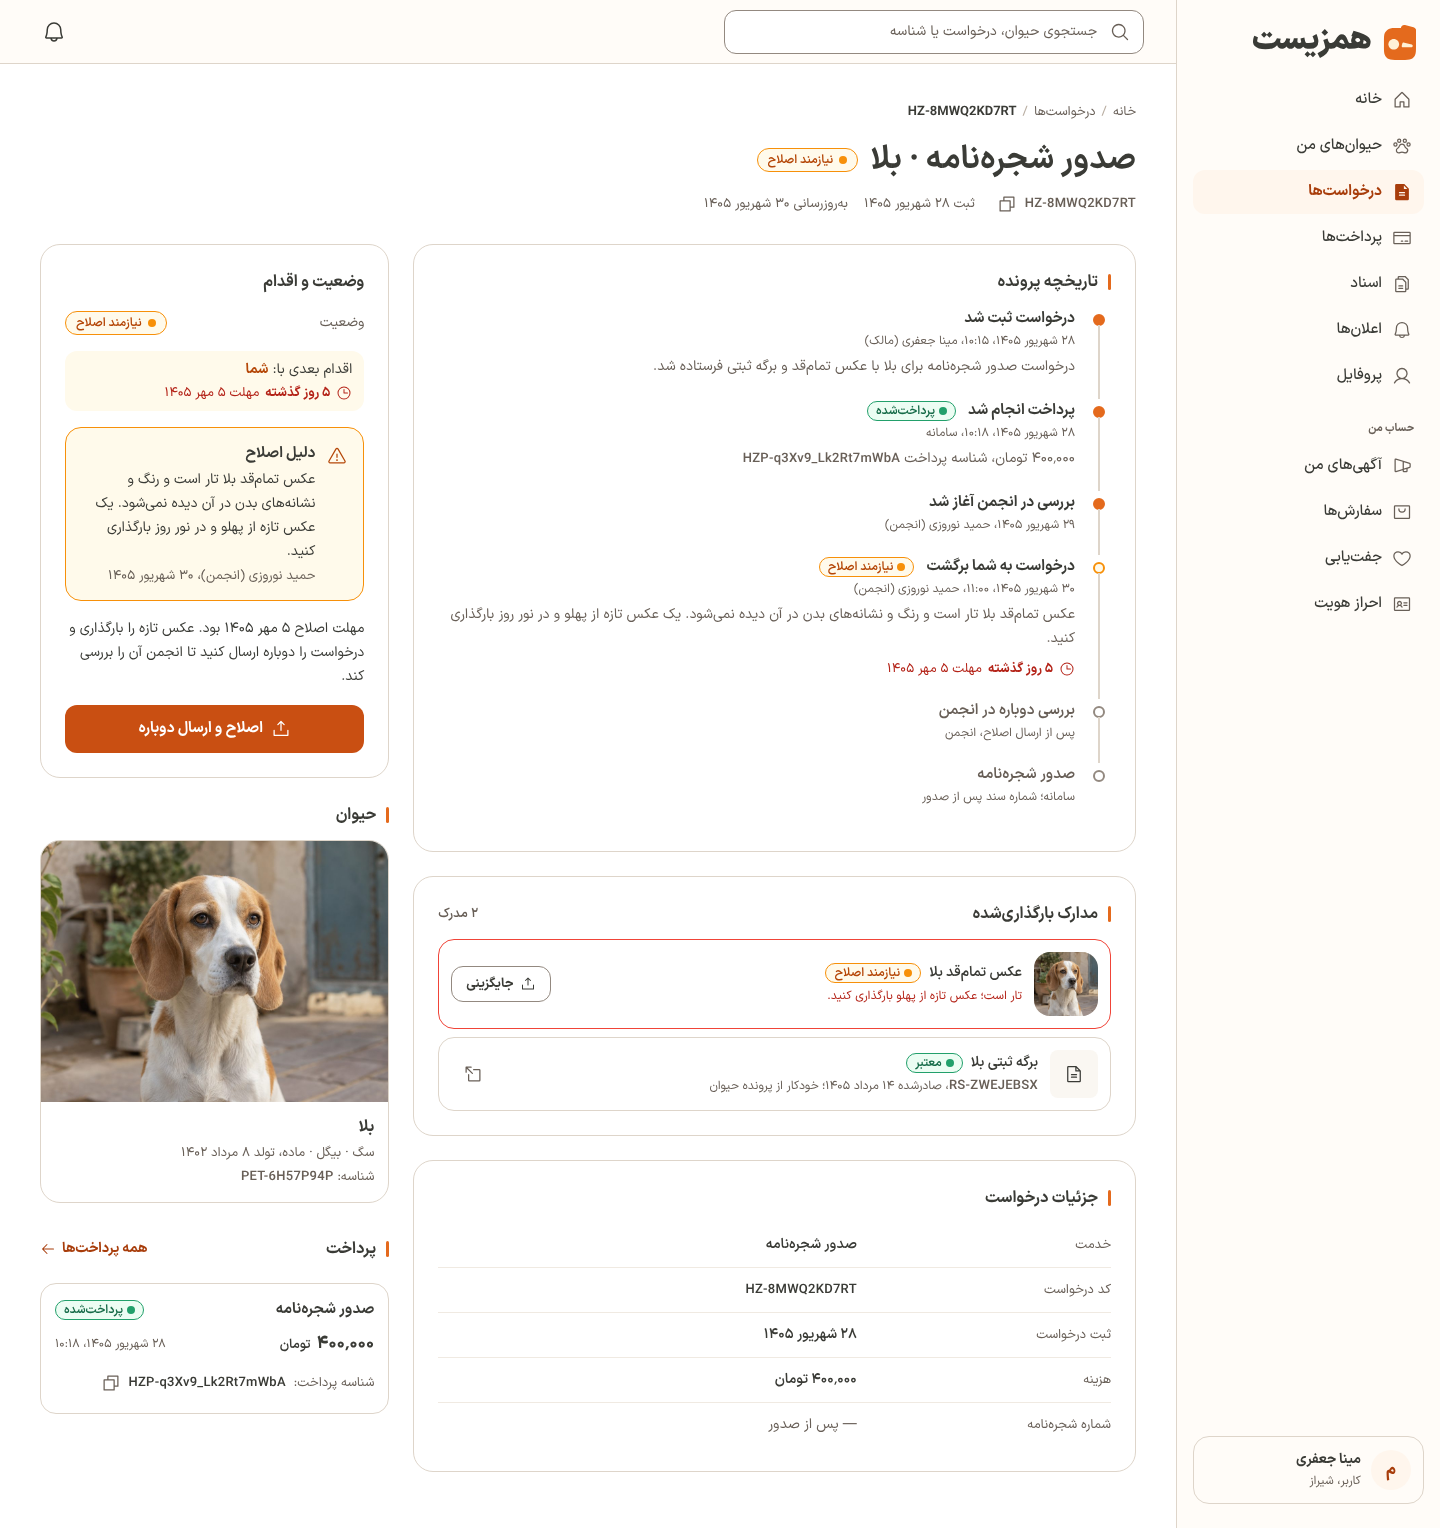 همزیست
خانه
حیوان‌های من
درخواست‌ها
پرداخت‌ها
اسناد
اعلان‌ها
پروفایل
حساب من
آگهی‌های من
سفارش‌ها
جفت‌یابی
احراز هویت
م
مینا جعفری
کاربر، شیراز
جستجوی حیوان، درخواست یا شناسه
خانه / درخواست‌ها / HZ-8MWQ2KD7RT
صدور شجره‌نامه · بلا نیازمند اصلاح
HZ-8MWQ2KD7RT ثبت ۲۸ شهریور ۱۴۰۵ به‌روزرسانی ۳۰ شهریور ۱۴۰۵
تاریخچه پرونده
درخواست ثبت شد
۲۸ شهریور ۱۴۰۵، ۱۰:۱۵، مینا جعفری (مالک)
درخواست صدور شجره‌نامه برای بلا با عکس تمام‌قد و برگه ثبتی فرستاده شد.
پرداخت انجام شد پرداخت‌شده
۲۸ شهریور ۱۴۰۵، ۱۰:۱۸، سامانه
۴۰۰٬۰۰۰ تومان، شناسه پرداخت HZP-q3Xv9_Lk2Rt7mWbA
بررسی در انجمن آغاز شد
۲۹ شهریور ۱۴۰۵، حمید نوروزی (انجمن)
درخواست به شما برگشت نیازمند اصلاح
۳۰ شهریور ۱۴۰۵، ۱۱:۰۰، حمید نوروزی (انجمن)
عکس تمام‌قد بلا تار است و رنگ و نشانه‌های بدن در آن دیده نمی‌شود. یک عکس تازه از پهلو و در نور روز بارگذاری
کنید.
۵ روز گذشته مهلت ۵ مهر ۱۴۰۵
بررسی دوباره در انجمن
پس از ارسال اصلاح، انجمن
صدور شجره‌نامه
سامانه؛ شماره سند پس از صدور
مدارک بارگذاری‌شده
۲ مدرک
عکس تمام‌قد بلا نیازمند اصلاح
تار است؛ عکس تازه از پهلو بارگذاری کنید.
جایگزینی
برگه ثبتی بلا معتبر
RS-ZWEJEBSX، صادرشده ۱۴ مرداد ۱۴۰۵؛ خودکار از پرونده حیوان
جزئیات درخواست
خدمت صدور شجره‌نامه
کد درخواست HZ-8MWQ2KD7RT
ثبت درخواست ۲۸ شهریور ۱۴۰۵
هزینه ۴۰۰٬۰۰۰ تومان
شماره شجره‌نامه — پس از صدور
وضعیت و اقدام
وضعیت نیازمند اصلاح
اقدام بعدی با: شما
۵ روز گذشته مهلت ۵ مهر ۱۴۰۵
دلیل اصلاح
عکس تمام‌قد بلا تار است و رنگ و
نشانه‌های بدن در آن دیده نمی‌شود. یک
عکس تازه از پهلو و در نور روز بارگذاری
کنید.
حمید نوروزی (انجمن)، ۳۰ شهریور ۱۴۰۵
مهلت اصلاح ۵ مهر ۱۴۰۵ بود. عکس تازه را بارگذاری و
درخواست را دوباره ارسال کنید تا انجمن آن را بررسی
کند.
اصلاح و ارسال دوباره
حیوان
بلا
سگ · بیگل · ماده، تولد ۸ مرداد ۱۴۰۲
شناسه: PET-6H57P94P
پرداخت
همه پرداخت‌ها
صدور شجره‌نامه پرداخت‌شده
۴۰۰٬۰۰۰ تومان ۲۸ شهریور ۱۴۰۵، ۱۰:۱۸
شناسه پرداخت: HZP-q3Xv9_Lk2Rt7mWbA